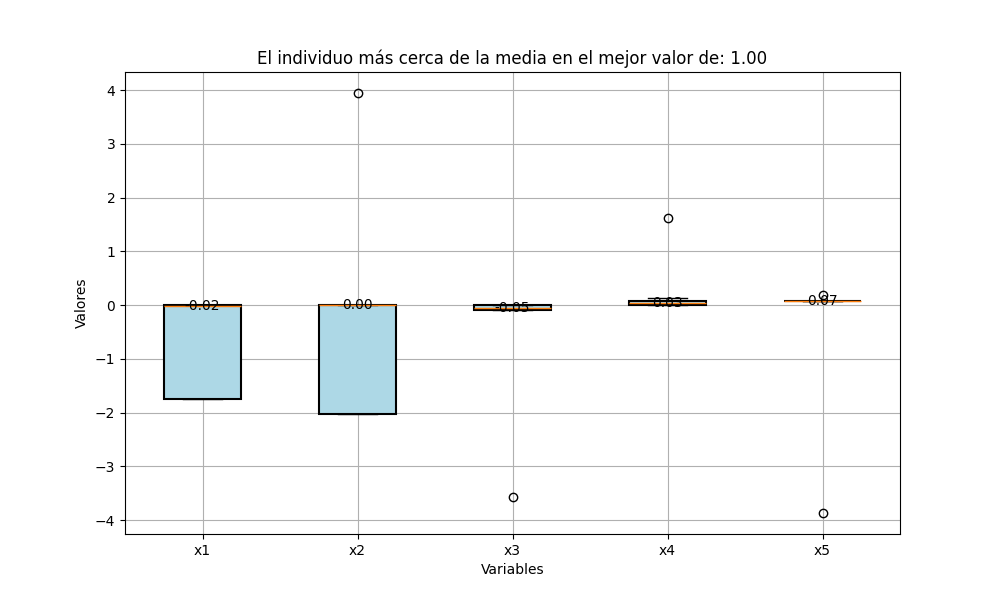 El individuo más cerca de la media en el mejor valor de: 1.00
Valores
4
3
2
1
0
−1
−2
−3
−4
-0.02
0.00
-0.05
0.03
0.07
x1
x2
x3
x4
x5
Variables